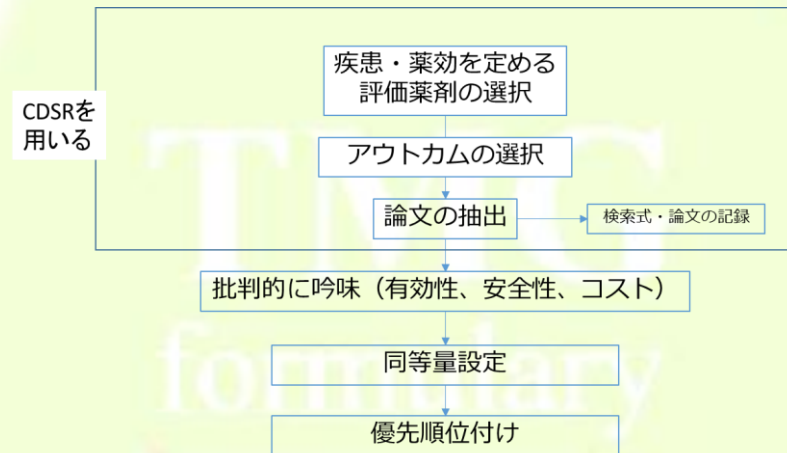 疾患・薬効を定める
評価薬剤の選択
CDSRを
用いる
アウトカムの選択
論文の抽出
検索式・論文の記録
批判的に吟味（有効性、安全性、コスト）
同等量設定
優先順位付け
TMG
formulary